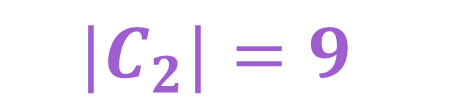 |C₂| = 9